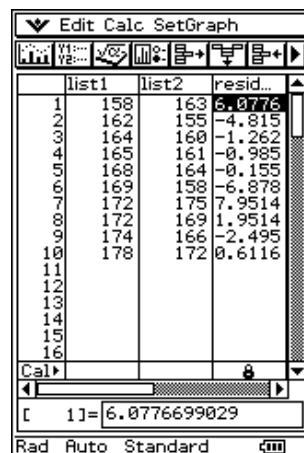 Edit Calc SetGraph
list1 list2 resid...
1 158 163 6.0776
2 162 155 -4.815
3 164 160 -1.262
4 165 161 -0.985
5 168 164 -0.155
6 169 158 -6.878
7 172 175 7.9514
8 172 169 1.9514
9 174 166 -2.495
10 178 172 0.6116
11
12
13
14
15
16
Cal▶
[ 1]= 6.0776699029
Rad Auto Standard